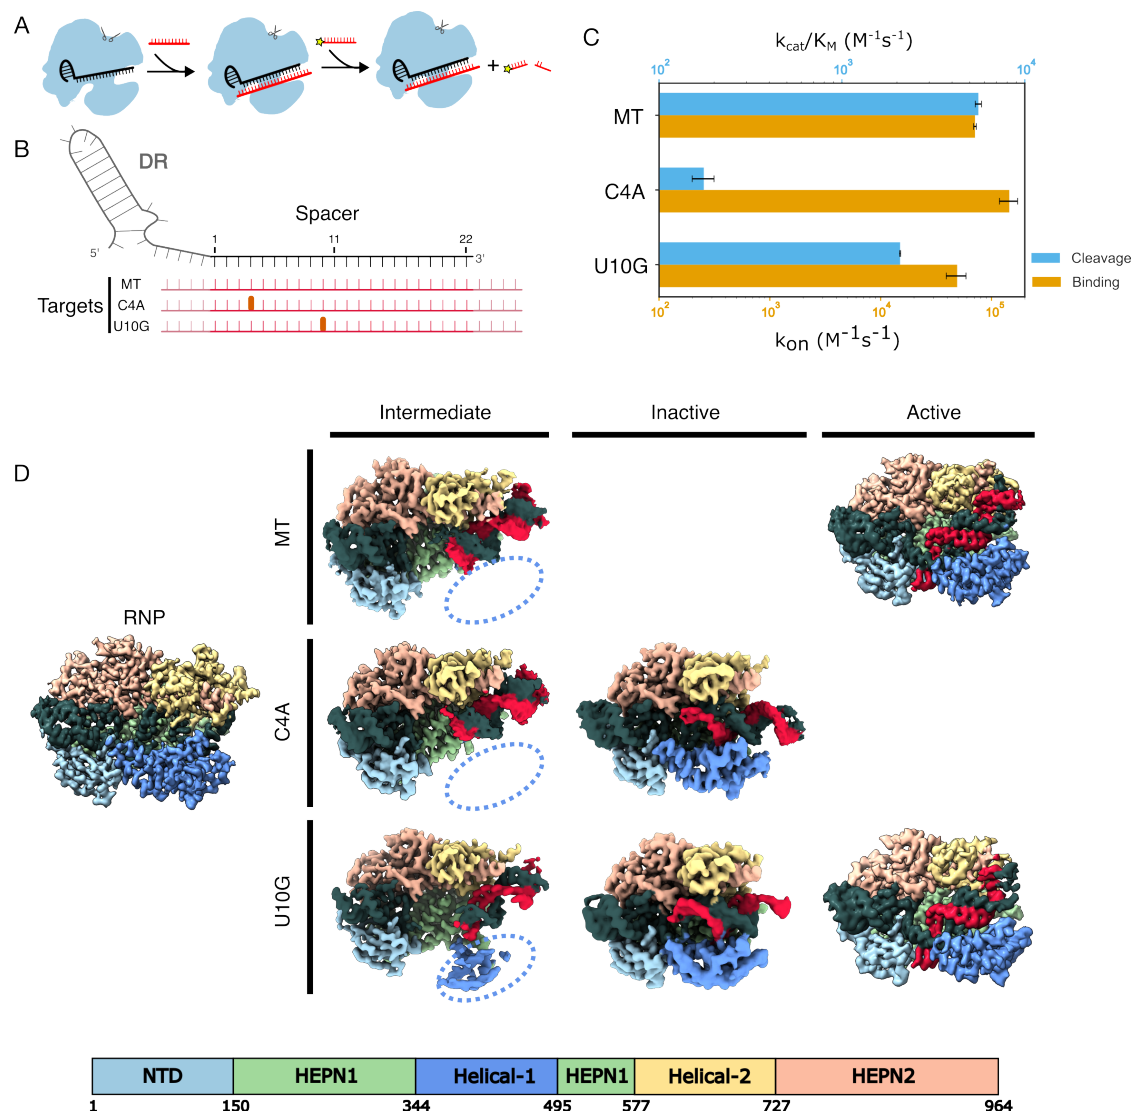 A
+
B
DR
5'
Spacer
1 11 22
3'
Targets
MT
C4A
U10G
C
kcat/KM (M-1s-1)
10² 10³ 10⁴
MT
C4A
U10G
10² 10³ 10⁴ 10⁵
kon (M-1s-1)
Cleavage
Binding
D
Intermediate Inactive Active
MT
RNP
C4A
U10G
NTD HEPN1 Helical-1 HEPN1 Helical-2 HEPN2
1 150 344 495 577 727 964